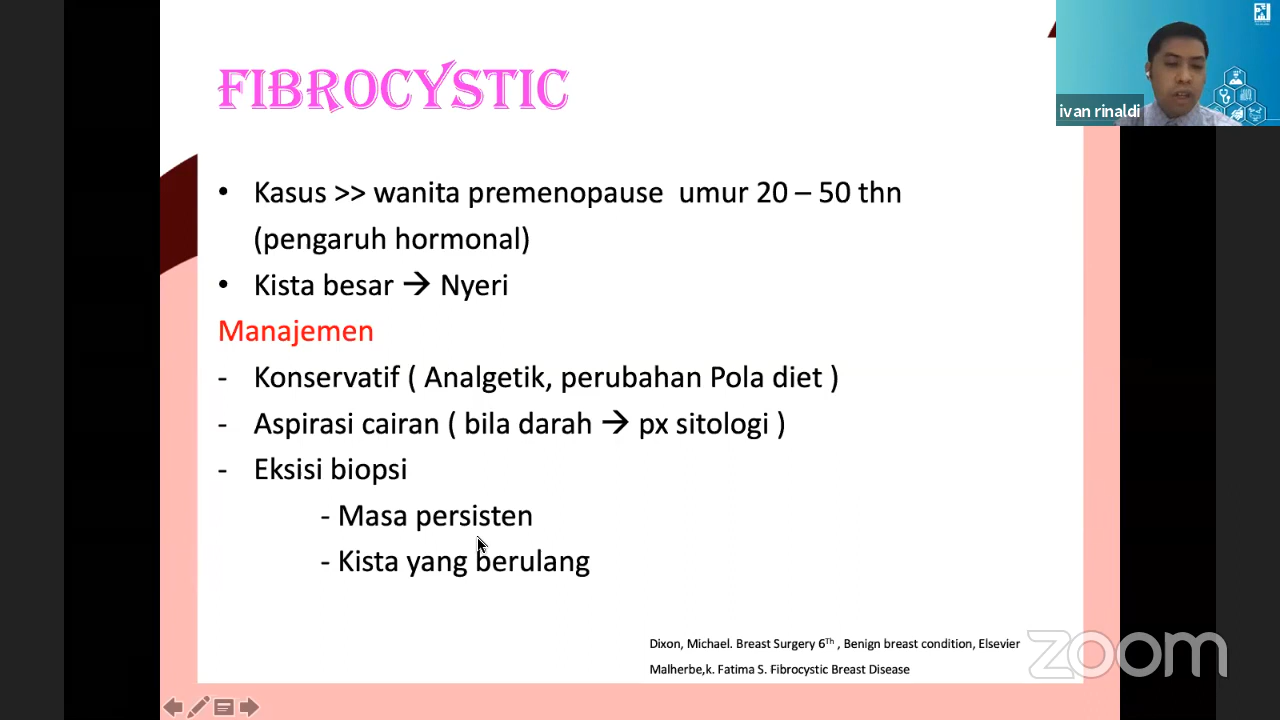 FIBROCYSTIC
ivan rinaldi
• Kasus >> wanita premenopause umur 20 – 50 thn
(pengaruh hormonal)
• Kista besar → Nyeri
Manajemen
- Konservatif ( Analgetik, perubahan Pola diet )
- Aspirasi cairan ( bila darah → px sitologi )
- Eksisi biopsi
- Masa persisten
- Kista yang berulang
Dixon, Michael. Breast Surgery 6Th , Benign breast condition, Elsevier
Malherbe,k. Fatima S. Fibrocystic Breast Disease
zoom